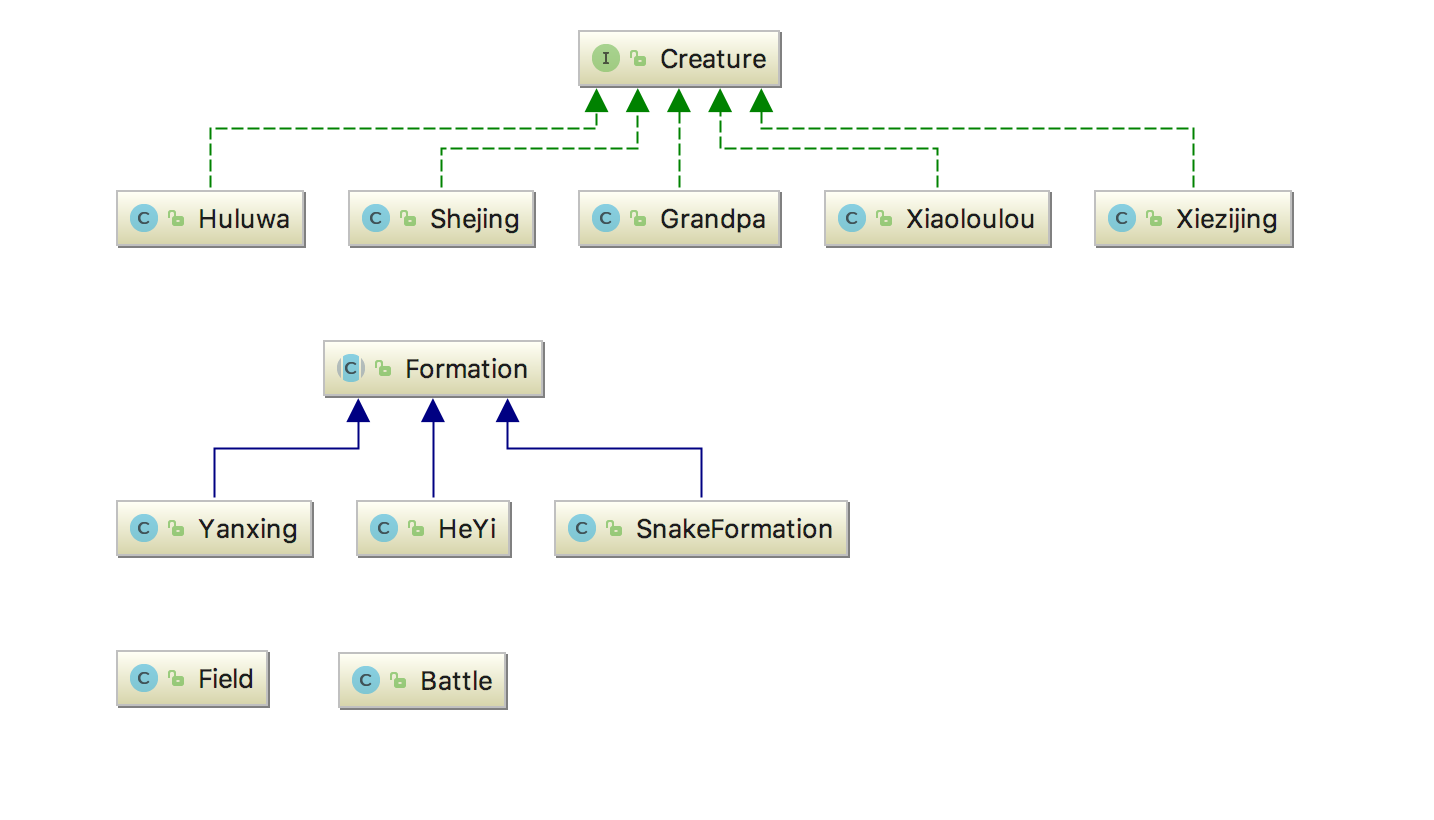 I Creature
C Huluwa
C Shejing
C Grandpa
C Xiaoloulou
C Xiezijing
C Formation
C Yanxing
C HeYi
C SnakeFormation
C Field
C Battle